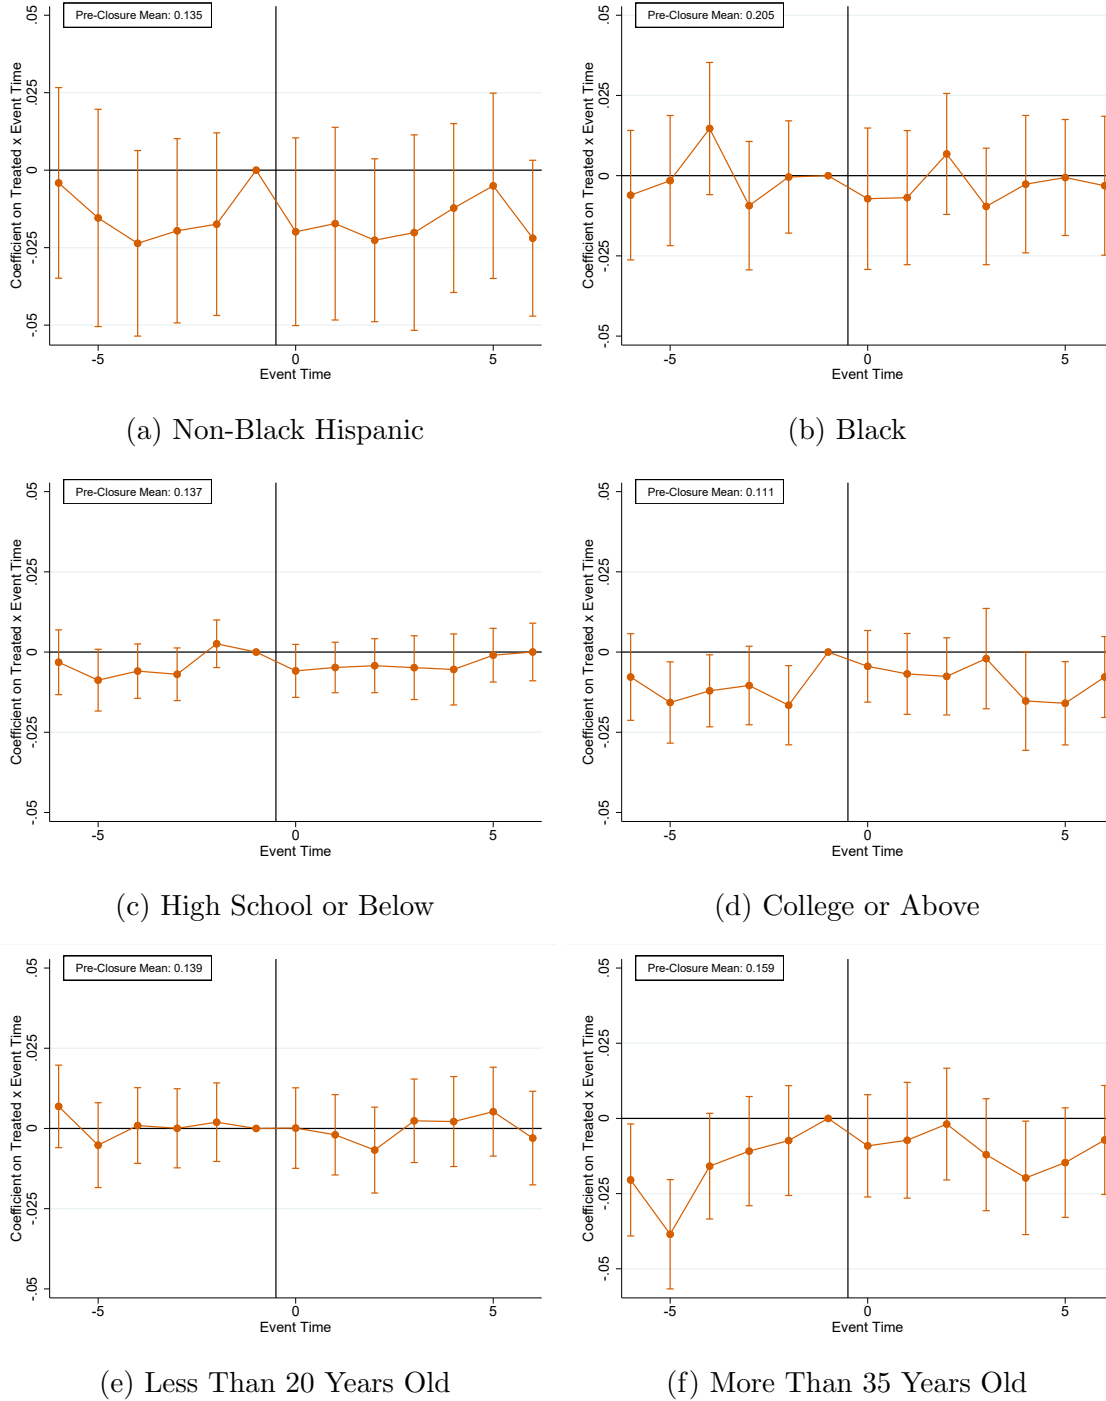 Pre-Closure Mean: 0.135
Coefficient on Treated x Event Time
.05
.025
0
-.025
-.05
-5
0
5
Event Time
(a) Non-Black Hispanic
Pre-Closure Mean: 0.205
Coefficient on Treated x Event Time
.05
.025
0
-.025
-.05
-5
0
5
Event Time
(b) Black
Pre-Closure Mean: 0.137
Coefficient on Treated x Event Time
.05
.025
0
-.025
-.05
-5
0
5
Event Time
(c) High School or Below
Pre-Closure Mean: 0.111
Coefficient on Treated x Event Time
.05
.025
0
-.025
-.05
-5
0
5
Event Time
(d) College or Above
Pre-Closure Mean: 0.139
Coefficient on Treated x Event Time
.05
.025
0
-.025
-.05
-5
0
5
Event Time
(e) Less Than 20 Years Old
Pre-Closure Mean: 0.159
Coefficient on Treated x Event Time
.05
.025
0
-.025
-.05
-5
0
5
Event Time
(f) More Than 35 Years Old